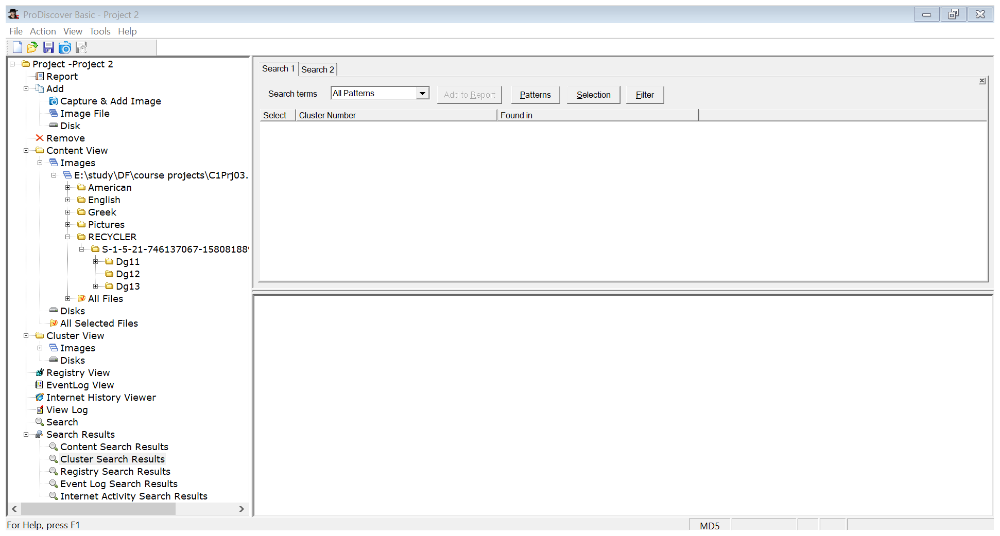 ProDiscover Basic - Project 2
File Action View Tools Help
Project -Project 2
Report
Add
Capture & Add Image
Image File
Disk
Remove
Content View
Images
E:\study\DF\course projects\C1Prj03.
American
English
Greek
Pictures
RECYCLER
S-1-5-21-746137067-15808188
Dg11
Dg12
Dg13
All Files
Disks
All Selected Files
Cluster View
Images
Disks
Registry View
EventLog View
Internet History Viewer
View Log
Search
Search Results
Content Search Results
Cluster Search Results
Registry Search Results
Event Log Search Results
Internet Activity Search Results
Search 1 Search 2
Search terms All Patterns Add to Report Patterns Selection Filter
Select Cluster Number Found in
For Help, press F1
MD5